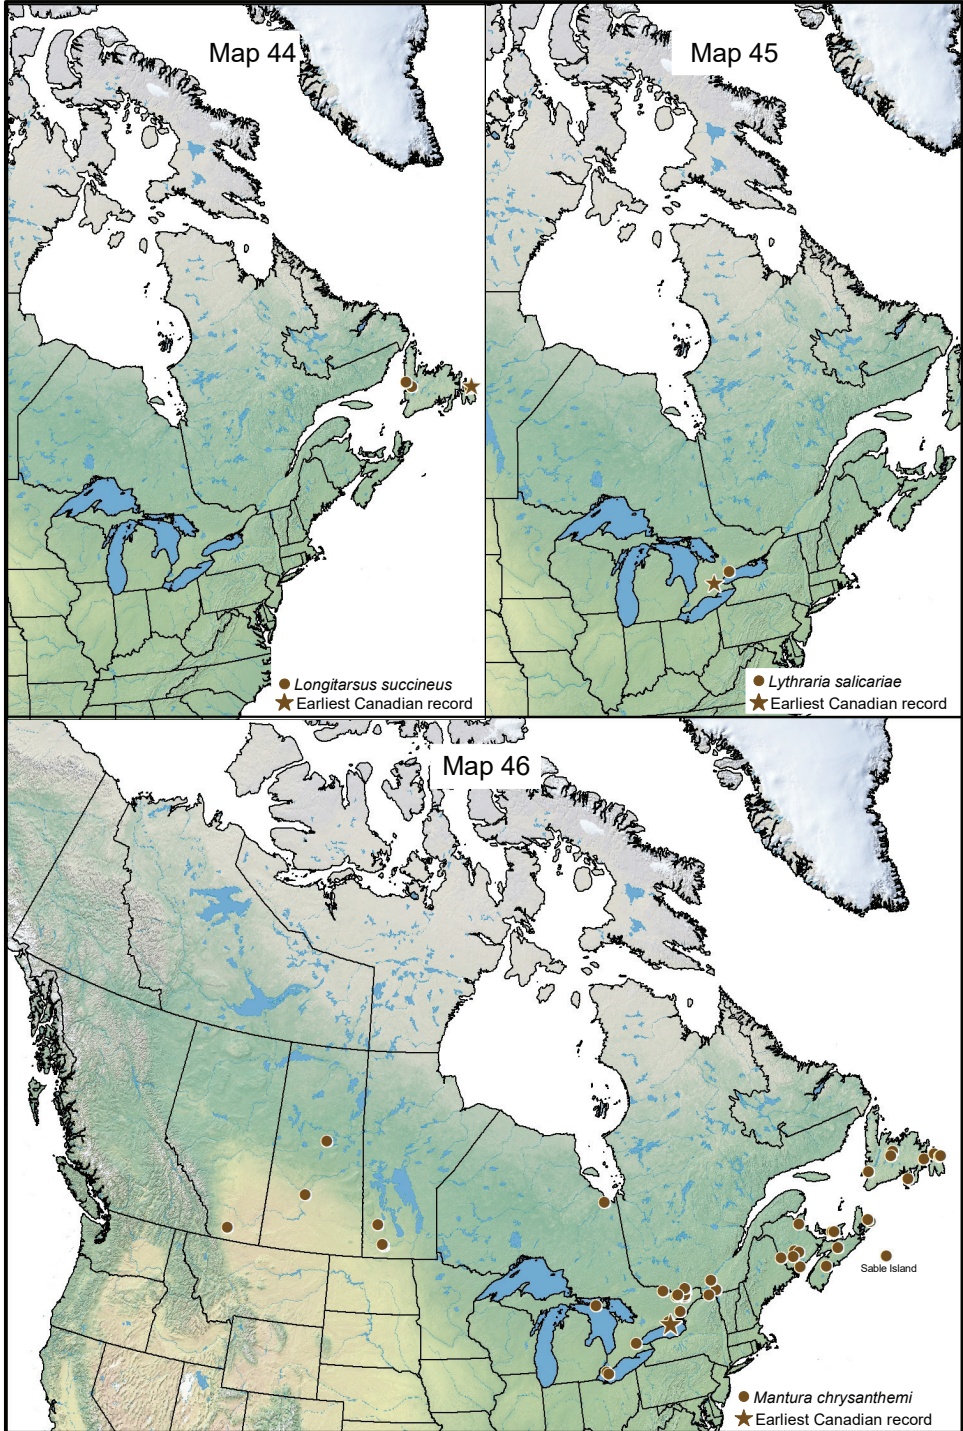 Map 44
Map 45
Longitarsus succineus
Earliest Canadian record
Lythraria salicariae
Earliest Canadian record
Map 46
Sable Island
Mantura chrysanthemi
Earliest Canadian record